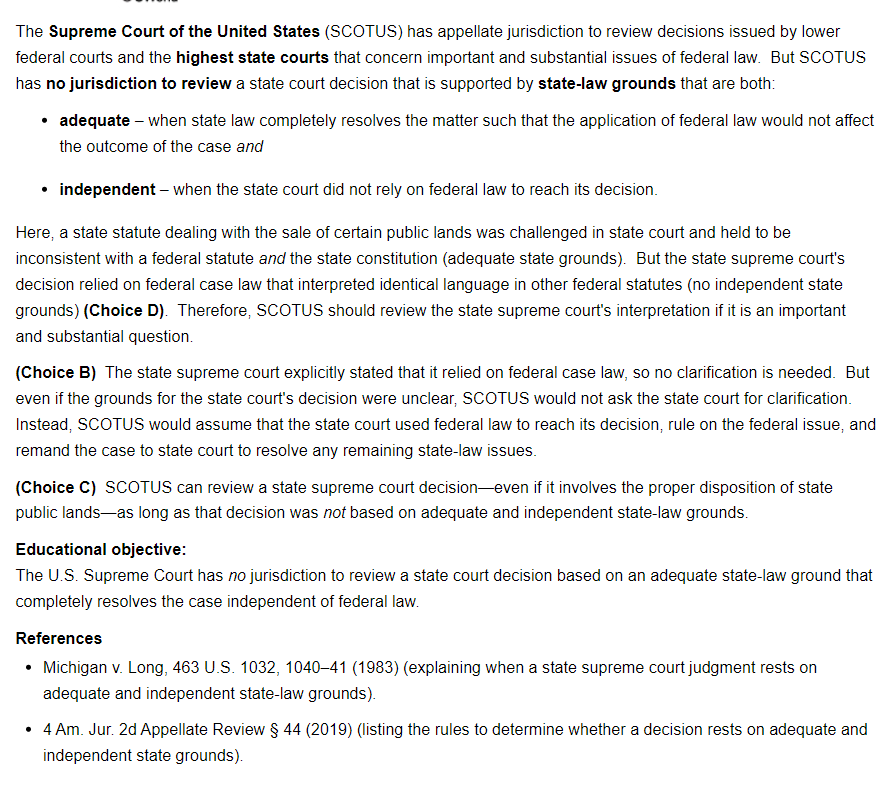 The Supreme Court of the United States (SCOTUS) has appellate jurisdiction to review decisions issued by lower
federal courts and the highest state courts that concern important and substantial issues of federal law.  But SCOTUS
has no jurisdiction to review a state court decision that is supported by state-law grounds that are both:
• adequate – when state law completely resolves the matter such that the application of federal law would not affect
the outcome of the case and
• independent – when the state court did not rely on federal law to reach its decision.
Here, a state statute dealing with the sale of certain public lands was challenged in state court and held to be
inconsistent with a federal statute and the state constitution (adequate state grounds).  But the state supreme court's
decision relied on federal case law that interpreted identical language in other federal statutes (no independent state
grounds) (Choice D).  Therefore, SCOTUS should review the state supreme court's interpretation if it is an important
and substantial question.
(Choice B)  The state supreme court explicitly stated that it relied on federal case law, so no clarification is needed.  But
even if the grounds for the state court's decision were unclear, SCOTUS would not ask the state court for clarification.
Instead, SCOTUS would assume that the state court used federal law to reach its decision, rule on the federal issue, and
remand the case to state court to resolve any remaining state-law issues.
(Choice C)  SCOTUS can review a state supreme court decision—even if it involves the proper disposition of state
public lands—as long as that decision was not based on adequate and independent state-law grounds.
Educational objective:
The U.S. Supreme Court has no jurisdiction to review a state court decision based on an adequate state-law ground that
completely resolves the case independent of federal law.
References
• Michigan v. Long, 463 U.S. 1032, 1040–41 (1983) (explaining when a state supreme court judgment rests on
adequate and independent state-law grounds).
• 4 Am. Jur. 2d Appellate Review § 44 (2019) (listing the rules to determine whether a decision rests on adequate and
independent state grounds).